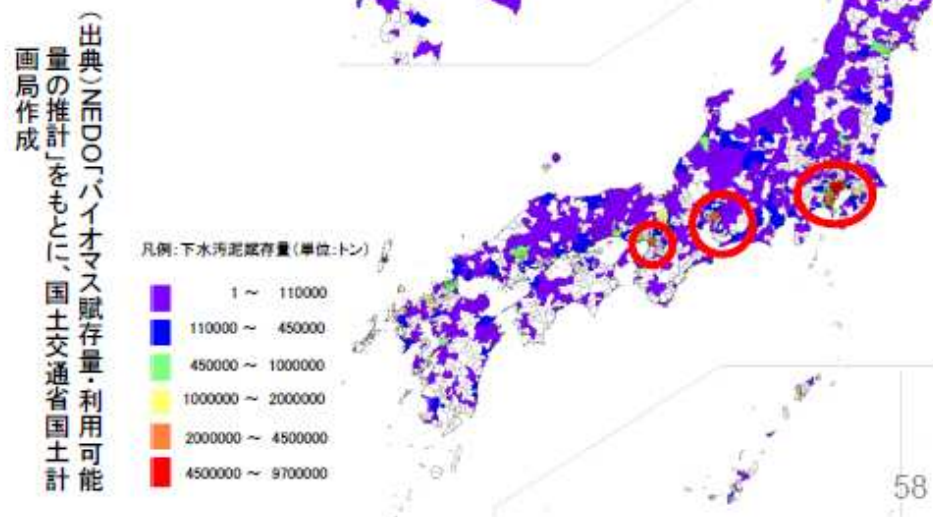 (出典)NEDO「バイオマス賦存量・利用可能
量の推計」をもとに、国土交通省国土計
画局作成
凡例:下水汚泥賦存量(単位:トン)
1 ～ 110000
110000 ～ 450000
450000 ～ 1000000
1000000 ～ 2000000
2000000 ～ 4500000
4500000 ～ 9700000
58